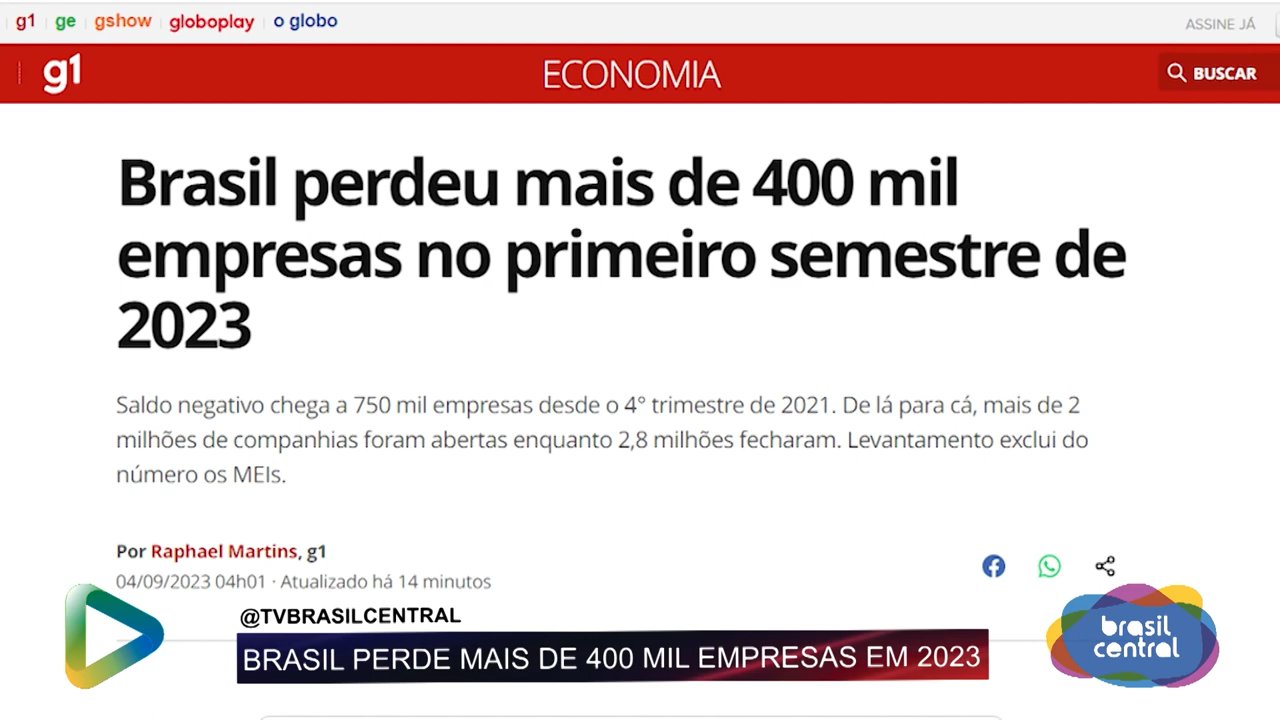 g1 ge gshow globoplay o globo ASSINE JÁ
g1 ECONOMIA BUSCAR
Brasil perdeu mais de 400 mil
empresas no primeiro semestre de
2023
Saldo negativo chega a 750 mil empresas desde o 4° trimestre de 2021. De lá para cá, mais de 2
milhões de companhias foram abertas enquanto 2,8 milhões fecharam. Levantamento exclui do
número os MEIs.
Por Raphael Martins, g1
04/09/2023 04h01 · Atualizado há 14 minutos
@TVBRASILCENTRAL
BRASIL PERDE MAIS DE 400 MIL EMPRESAS EM 2023
brasil
central